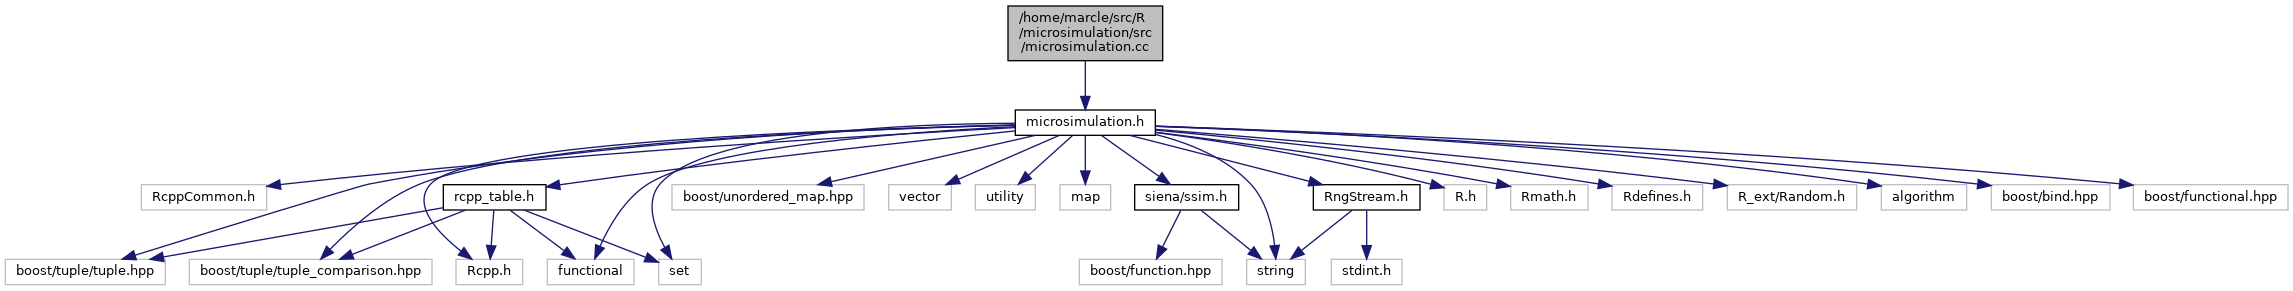 /home/marcle/src/R
/microsimulation/src
/microsimulation.cc
microsimulation.h
RcppCommon.h
rcpp_table.h
boost/unordered_map.hpp
vector
utility
map
siena/ssim.h
RngStream.h
R.h
Rmath.h
Rdefines.h
R_ext/Random.h
algorithm
boost/bind.hpp
boost/functional.hpp
boost/tuple/tuple.hpp
boost/tuple/tuple_comparison.hpp
Rcpp.h
functional
set
boost/function.hpp
string
stdint.h